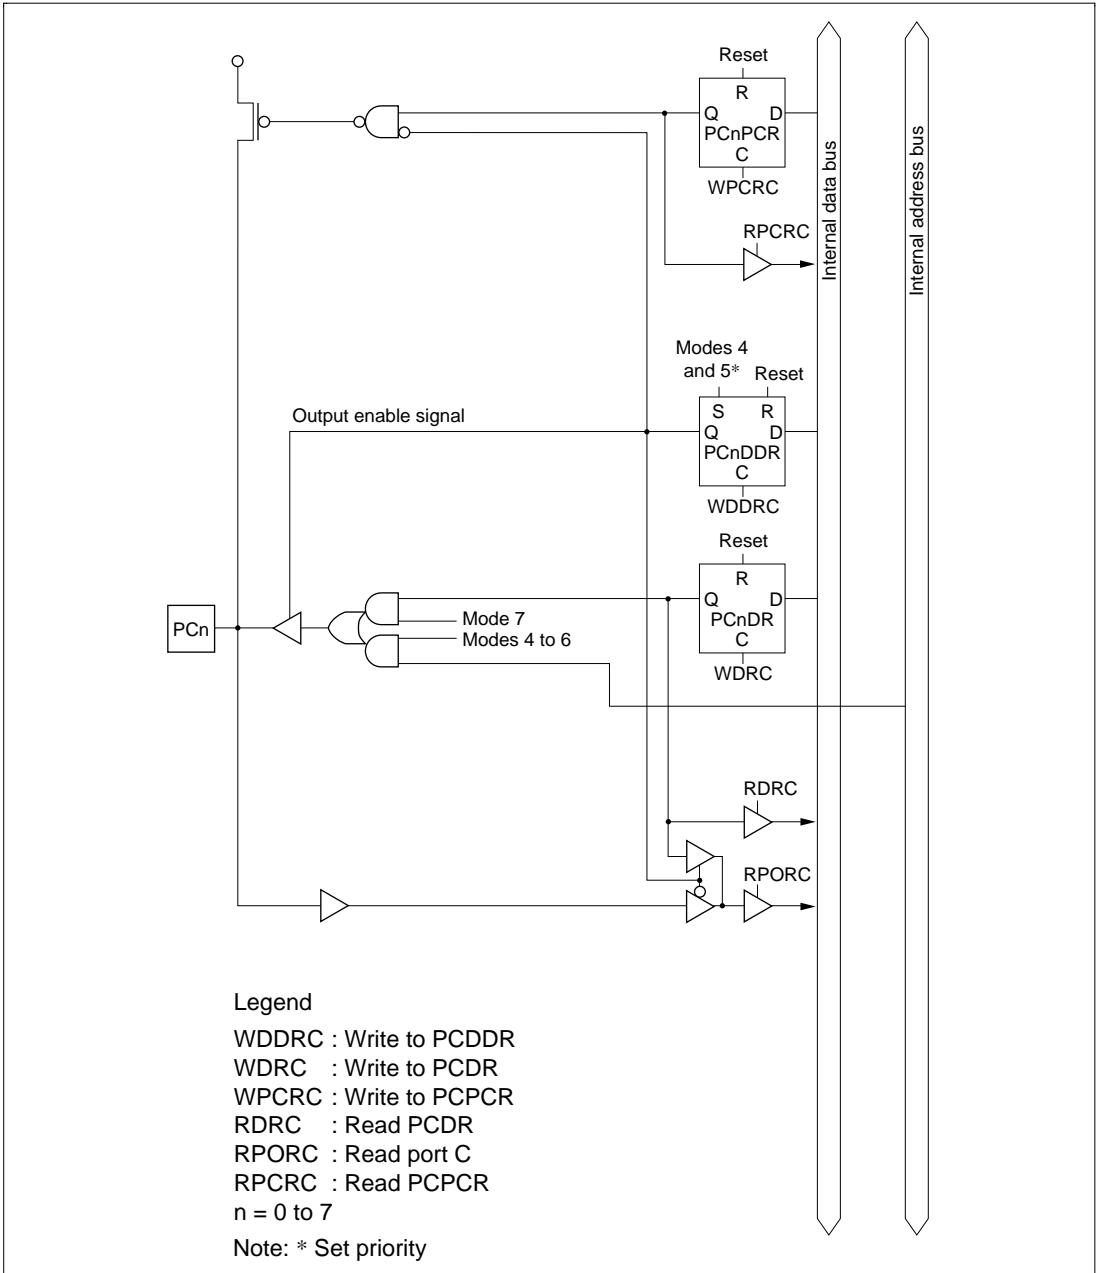 Reset
R
Q D
PCnPCR
C
WPCRC
RPCRC
Internal data bus
Internal address bus
Modes 4
and 5*
Reset
S R
Q D
PCnDDR
C
WDDRC
Output enable signal
Reset
R
Q D
PCnDR
C
WDRC
PCn
Mode 7
Modes 4 to 6
RDRC
RPORC
Legend
WDDRC : Write to PCDDR
WDRC : Write to PCDR
WPCRC : Write to PCPCR
RDRC : Read PCDR
RPORC : Read port C
RPCRC : Read PCPCR
n = 0 to 7
Note: * Set priority